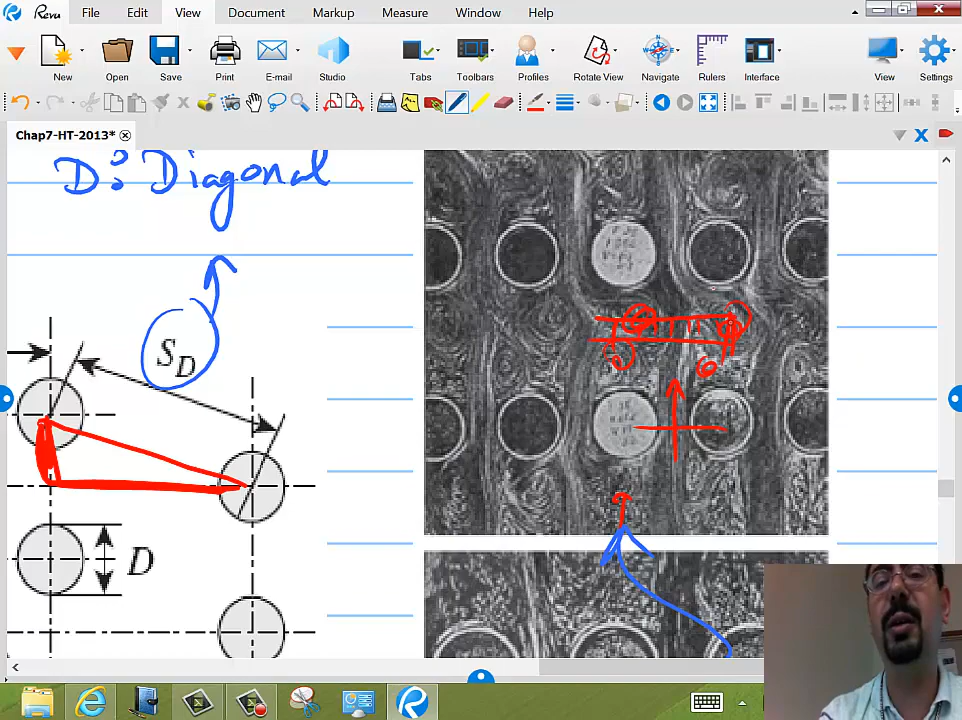 Revu File Edit View Document Markup Measure Window Help
New Open Save Print E-mail Studio Tabs Toolbars Profiles Rotate View Navigate Rulers Interface View Settings
Chap7-HT-2013*
D: Diagonal
S_D
D